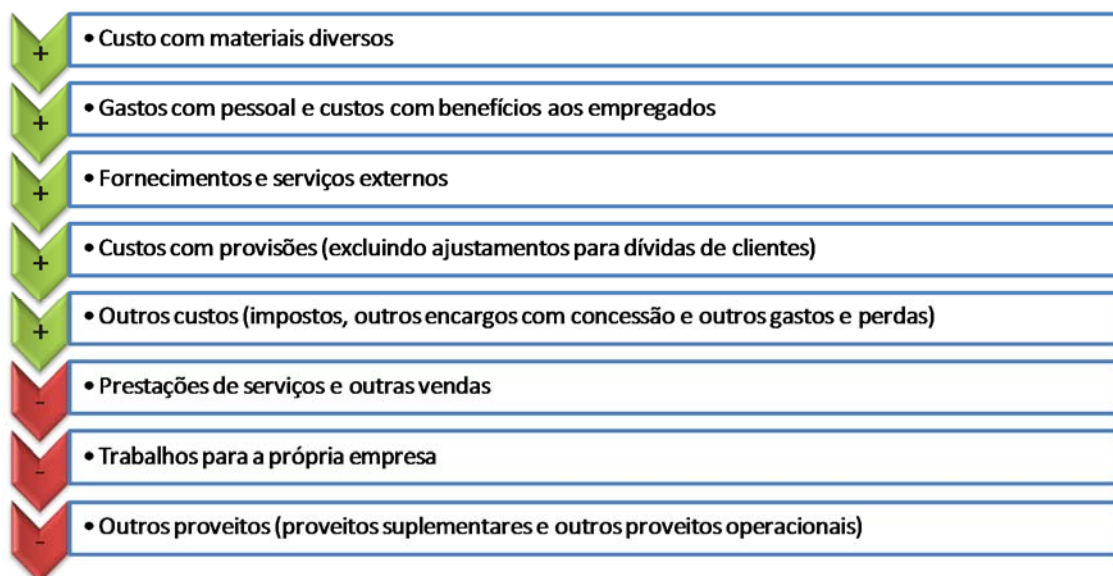 + • Custo com materiais diversos
+ • Gastos com pessoal e custos com benefícios aos empregados
+ • Fornecimentos e serviços externos
+ • Custos com provisões (excluindo ajustamentos para dívidas de clientes)
+ • Outros custos (impostos, outros encargos com concessão e outros gastos e perdas)
- • Prestações de serviços e outras vendas
- • Trabalhos para a própria empresa
- • Outros proveitos (proveitos suplementares e outros proveitos operacionais)